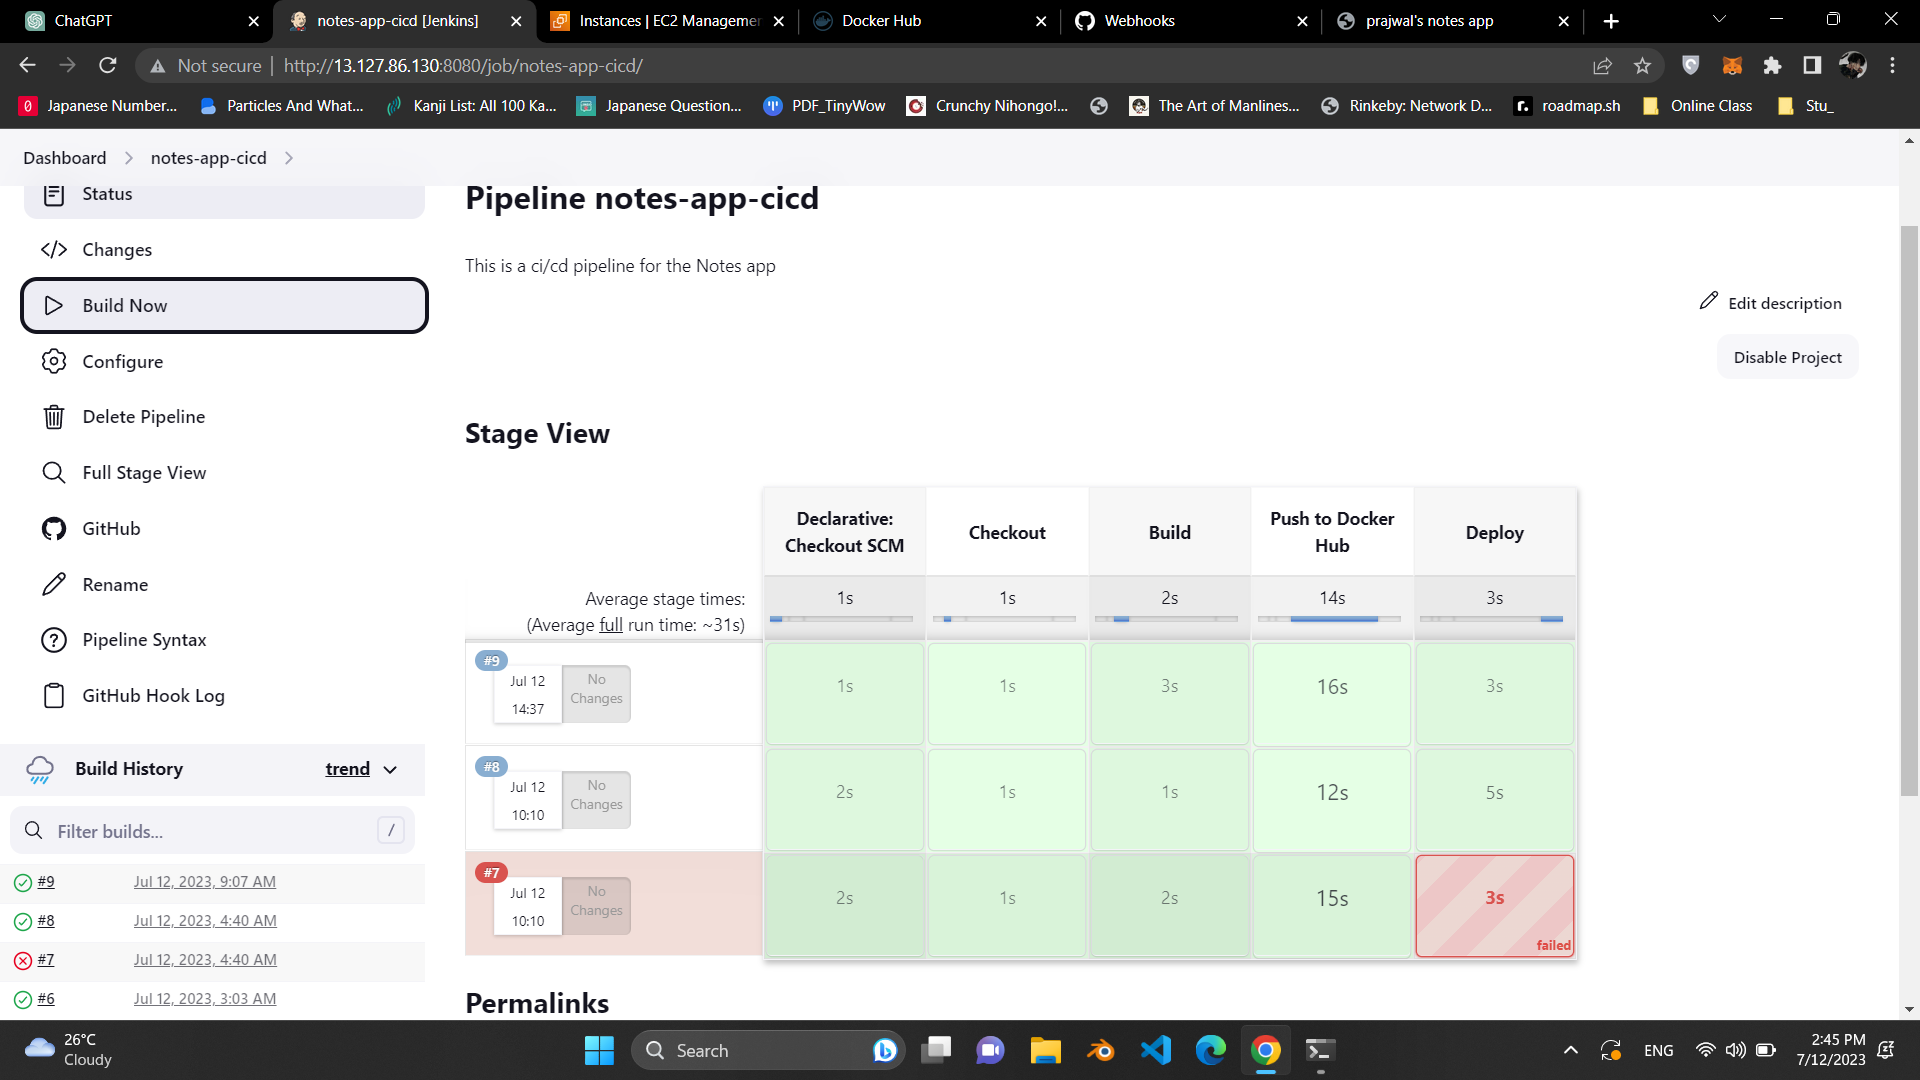 ChatGPT
notes-app-cicd [Jenkins]
Instances | EC2 Managemer
Docker Hub
Webhooks
prajwal's notes app
Not secure
http://13.127.86.130:8080/job/notes-app-cicd/
Japanese Number...
Particles And What...
Kanji List: All 100 Ka...
Japanese Question...
PDF_TinyWow
Crunchy Nihongo!...
The Art of Manlines...
Rinkeby: Network D...
roadmap.sh
Online Class
Stu_
Dashboard
notes-app-cicd
Status
Changes
Build Now
Configure
Delete Pipeline
Full Stage View
GitHub
Rename
Pipeline Syntax
GitHub Hook Log
Build History
trend
Filter builds...
/
#9 Jul 12, 2023, 9:07 AM
#8 Jul 12, 2023, 4:40 AM
#7 Jul 12, 2023, 4:40 AM
#6 Jul 12, 2023, 3:03 AM
Pipeline notes-app-cicd
This is a ci/cd pipeline for the Notes app
Edit description
Disable Project
Stage View
Declarative: Checkout SCM
Checkout
Build
Push to Docker Hub
Deploy
Average stage times:
(Average full run time: ~31s)
1s 1s 2s 14s 3s
#9
Jul 12
14:37
No Changes
1s 1s 3s 16s 3s
#8
Jul 12
10:10
No Changes
2s 1s 1s 12s 5s
#7
Jul 12
10:10
No Changes
2s 1s 2s 15s 3s
failed
Permalinks
26°C
Cloudy
Search
ENG
2:45 PM
7/12/2023